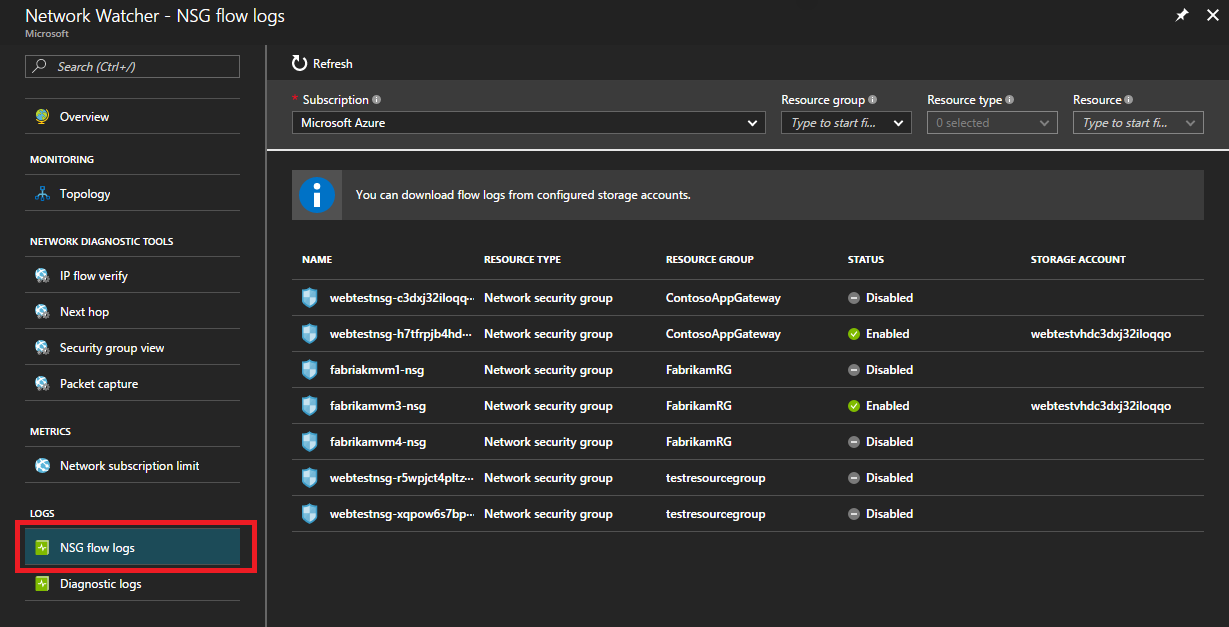 Network Watcher - NSG flow logs
Microsoft
Search (Ctrl+/)
Overview
MONITORING
Topology
NETWORK DIAGNOSTIC TOOLS
IP flow verify
Next hop
Security group view
Packet capture
METRICS
Network subscription limit
LOGS
NSG flow logs
Diagnostic logs
Refresh
* Subscription Resource group Resource type Resource
Microsoft Azure Type to start fi... 0 selected Type to start fi...
You can download flow logs from configured storage accounts.
NAME RESOURCE TYPE RESOURCE GROUP STATUS STORAGE ACCOUNT
webtestnsg-c3dxj32iloqq... Network security group ContosoAppGateway Disabled
webtestnsg-h7tfrpjb4hd... Network security group ContosoAppGateway Enabled webtestvhdc3dxj32iloqqo
fabriakmvm1-nsg Network security group FabrikamRG Disabled
fabrikamvm3-nsg Network security group FabrikamRG Enabled webtestvhdc3dxj32iloqqo
fabrikamvm4-nsg Network security group FabrikamRG Disabled
webtestnsg-r5wpjct4pltz... Network security group testresourcegroup Disabled
webtestnsg-xqpow6s7bp... Network security group testresourcegroup Disabled